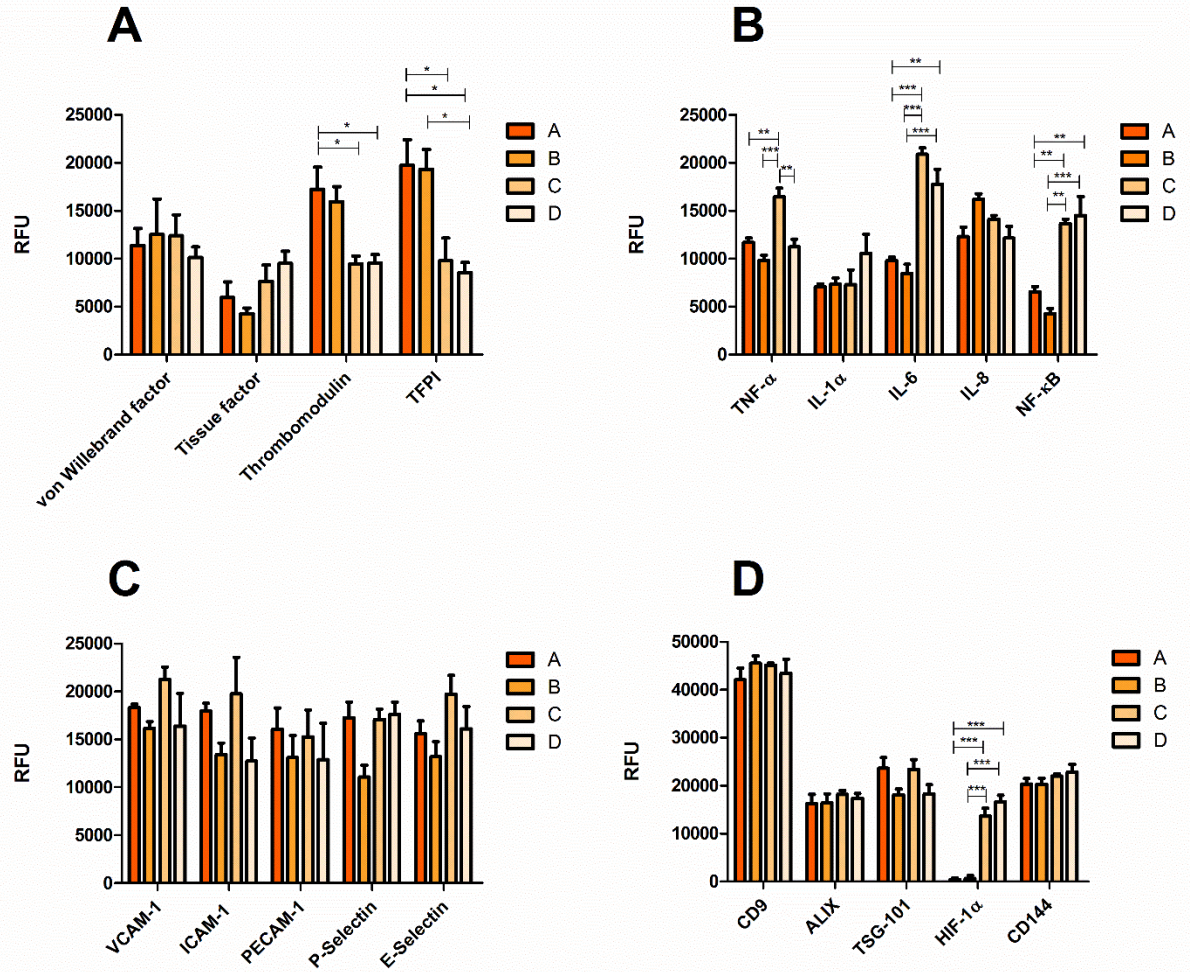 A
B
25000
20000
15000
10000
5000
0
RFU
* * * * *
A
B
C
D
von Willebrand factor
Tissue factor
Thrombomodulin
TFPI
25000
20000
15000
10000
5000
0
RFU
** *** ** ** *** *** *** ** ** *** **
A
B
C
D
TNF-α
IL-1α
IL-6
IL-8
NF-κB
C
D
25000
20000
15000
10000
5000
0
RFU
A
B
C
D
VCAM-1
ICAM-1
PECAM-1
P-Selectin
E-Selectin
50000
40000
30000
20000
10000
0
RFU
*** *** *** ***
A
B
C
D
CD9
ALIX
TSG-101
HIF-1α
CD144